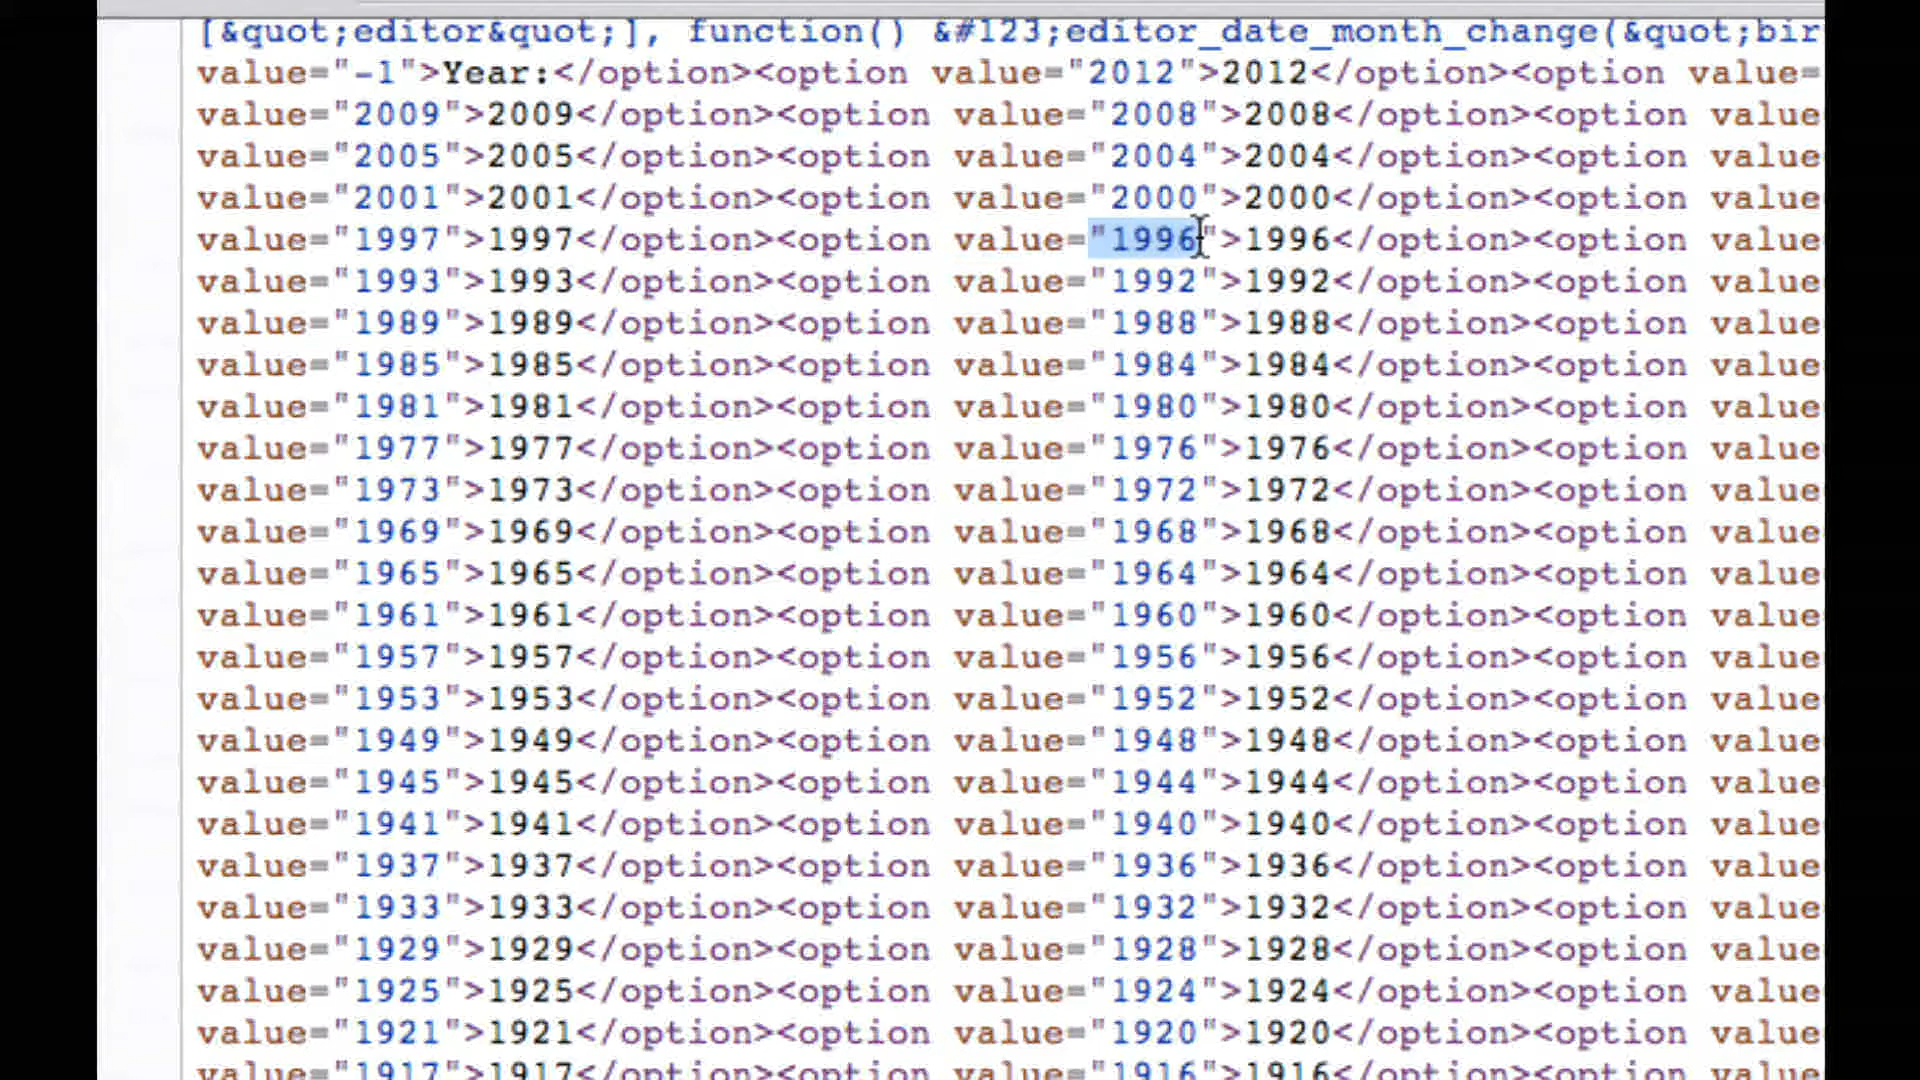 [&quot;editor&quot;], function() &#123;editor_date_month_change(&quot;bir
value="-1">Year:</option><option value="2012">2012</option><option value=
value="2009">2009</option><option value="2008">2008</option><option value
value="2005">2005</option><option value="2004">2004</option><option value
value="2001">2001</option><option value="2000">2000</option><option value
value="1997">1997</option><option value="1996">1996</option><option value
value="1993">1993</option><option value="1992">1992</option><option value
value="1989">1989</option><option value="1988">1988</option><option value
value="1985">1985</option><option value="1984">1984</option><option value
value="1981">1981</option><option value="1980">1980</option><option value
value="1977">1977</option><option value="1976">1976</option><option value
value="1973">1973</option><option value="1972">1972</option><option value
value="1969">1969</option><option value="1968">1968</option><option value
value="1965">1965</option><option value="1964">1964</option><option value
value="1961">1961</option><option value="1960">1960</option><option value
value="1957">1957</option><option value="1956">1956</option><option value
value="1953">1953</option><option value="1952">1952</option><option value
value="1949">1949</option><option value="1948">1948</option><option value
value="1945">1945</option><option value="1944">1944</option><option value
value="1941">1941</option><option value="1940">1940</option><option value
value="1937">1937</option><option value="1936">1936</option><option value
value="1933">1933</option><option value="1932">1932</option><option value
value="1929">1929</option><option value="1928">1928</option><option value
value="1925">1925</option><option value="1924">1924</option><option value
value="1921">1921</option><option value="1920">1920</option><option value
value="1917">1917</option><option value="1916">1916</option><option value